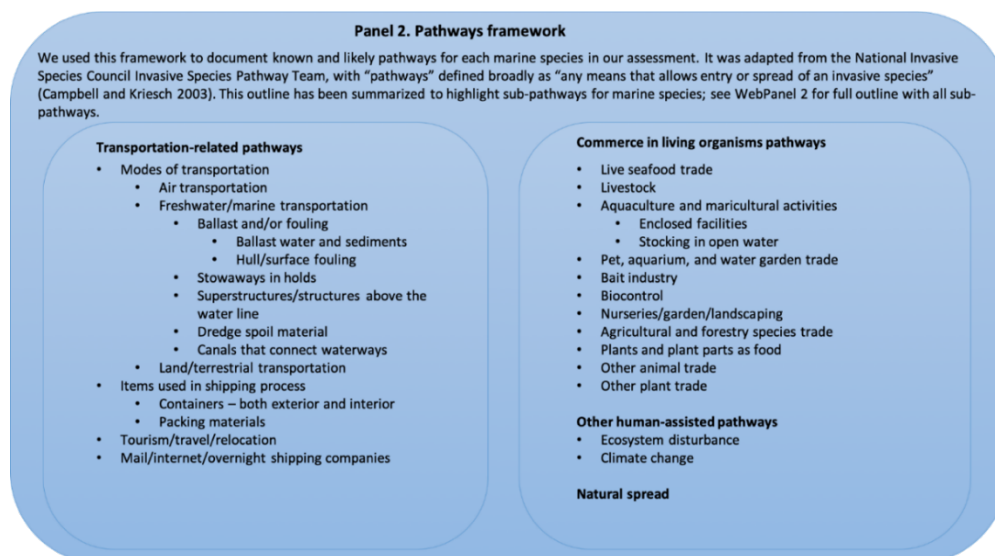 Panel 2. Pathways framework
We used this framework to document known and likely pathways for each marine species in our assessment. It was adapted from the National Invasive
Species Council Invasive Species Pathway Team, with “pathways” defined broadly as “any means that allows entry or spread of an invasive species”
(Campbell and Kriesch 2003). This outline has been summarized to highlight sub-pathways for marine species; see WebPanel 2 for full outline with all sub-
pathways.
Transportation-related pathways
• Modes of transportation
• Air transportation
• Freshwater/marine transportation
• Ballast and/or fouling
• Ballast water and sediments
• Hull/surface fouling
• Stowaways in holds
• Superstructures/structures above the
water line
• Dredge spoil material
• Canals that connect waterways
• Land/terrestrial transportation
• Items used in shipping process
• Containers – both exterior and interior
• Packing materials
• Tourism/travel/relocation
• Mail/internet/overnight shipping companies
Commerce in living organisms pathways
• Live seafood trade
• Livestock
• Aquaculture and maricultural activities
• Enclosed facilities
• Stocking in open water
• Pet, aquarium, and water garden trade
• Bait industry
• Biocontrol
• Nurseries/garden/landscaping
• Agricultural and forestry species trade
• Plants and plant parts as food
• Other animal trade
• Other plant trade
Other human-assisted pathways
• Ecosystem disturbance
• Climate change
Natural spread